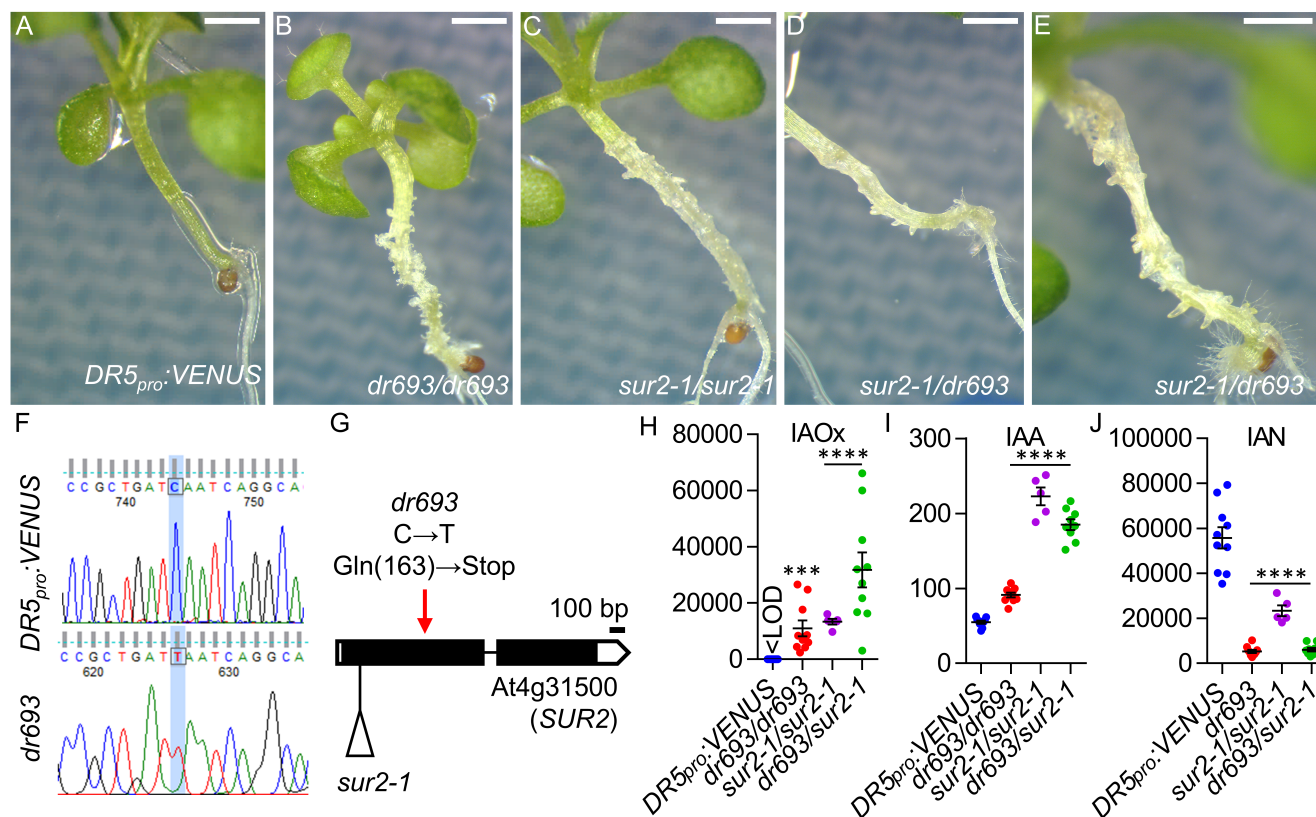 A
B
C
D
E
DR5pro:VENUS
dr693/dr693
sur2-1/sur2-1
sur2-1/dr693
sur2-1/dr693
F
DR5pro:VENUS
CCGCTGATCAATCAGGCA
740
750
dr693
CCGCTGATTAATCAGGCA
620
630
G
dr693
C→T
Gln(163)→Stop
100 bp
At4g31500
(SUR2)
sur2-1
H
IAOx
80000
60000
40000
20000
0
<LOD
***
****
DR5pro:VENUS
dr693/dr693
sur2-1/sur2-1
dr693/sur2-1
I
IAA
300
200
100
0
****
DR5pro:VENUS
dr693/dr693
sur2-1/sur2-1
dr693/sur2-1
J
IAN
100000
80000
60000
40000
20000
0
****
DR5pro:VENUS
dr693
sur2-1/sur2-1
dr693/sur2-1